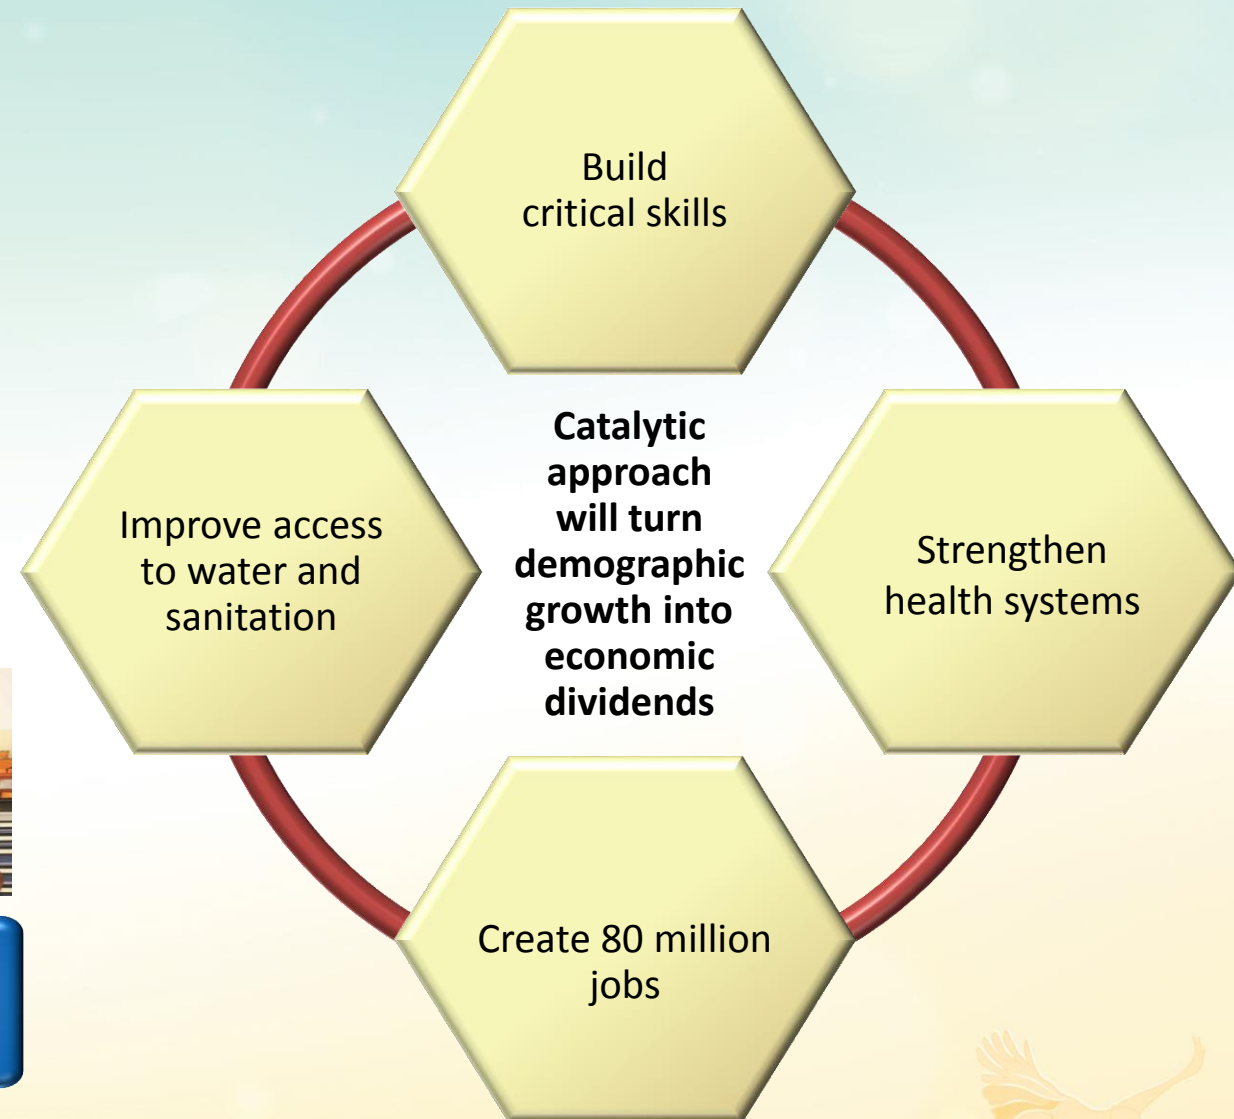 Build
critical skills
Catalytic
approach
will turn
demographic
growth into
economic
dividends
Improve access
to water and
sanitation
Strengthen
health systems
Create 80 million
jobs